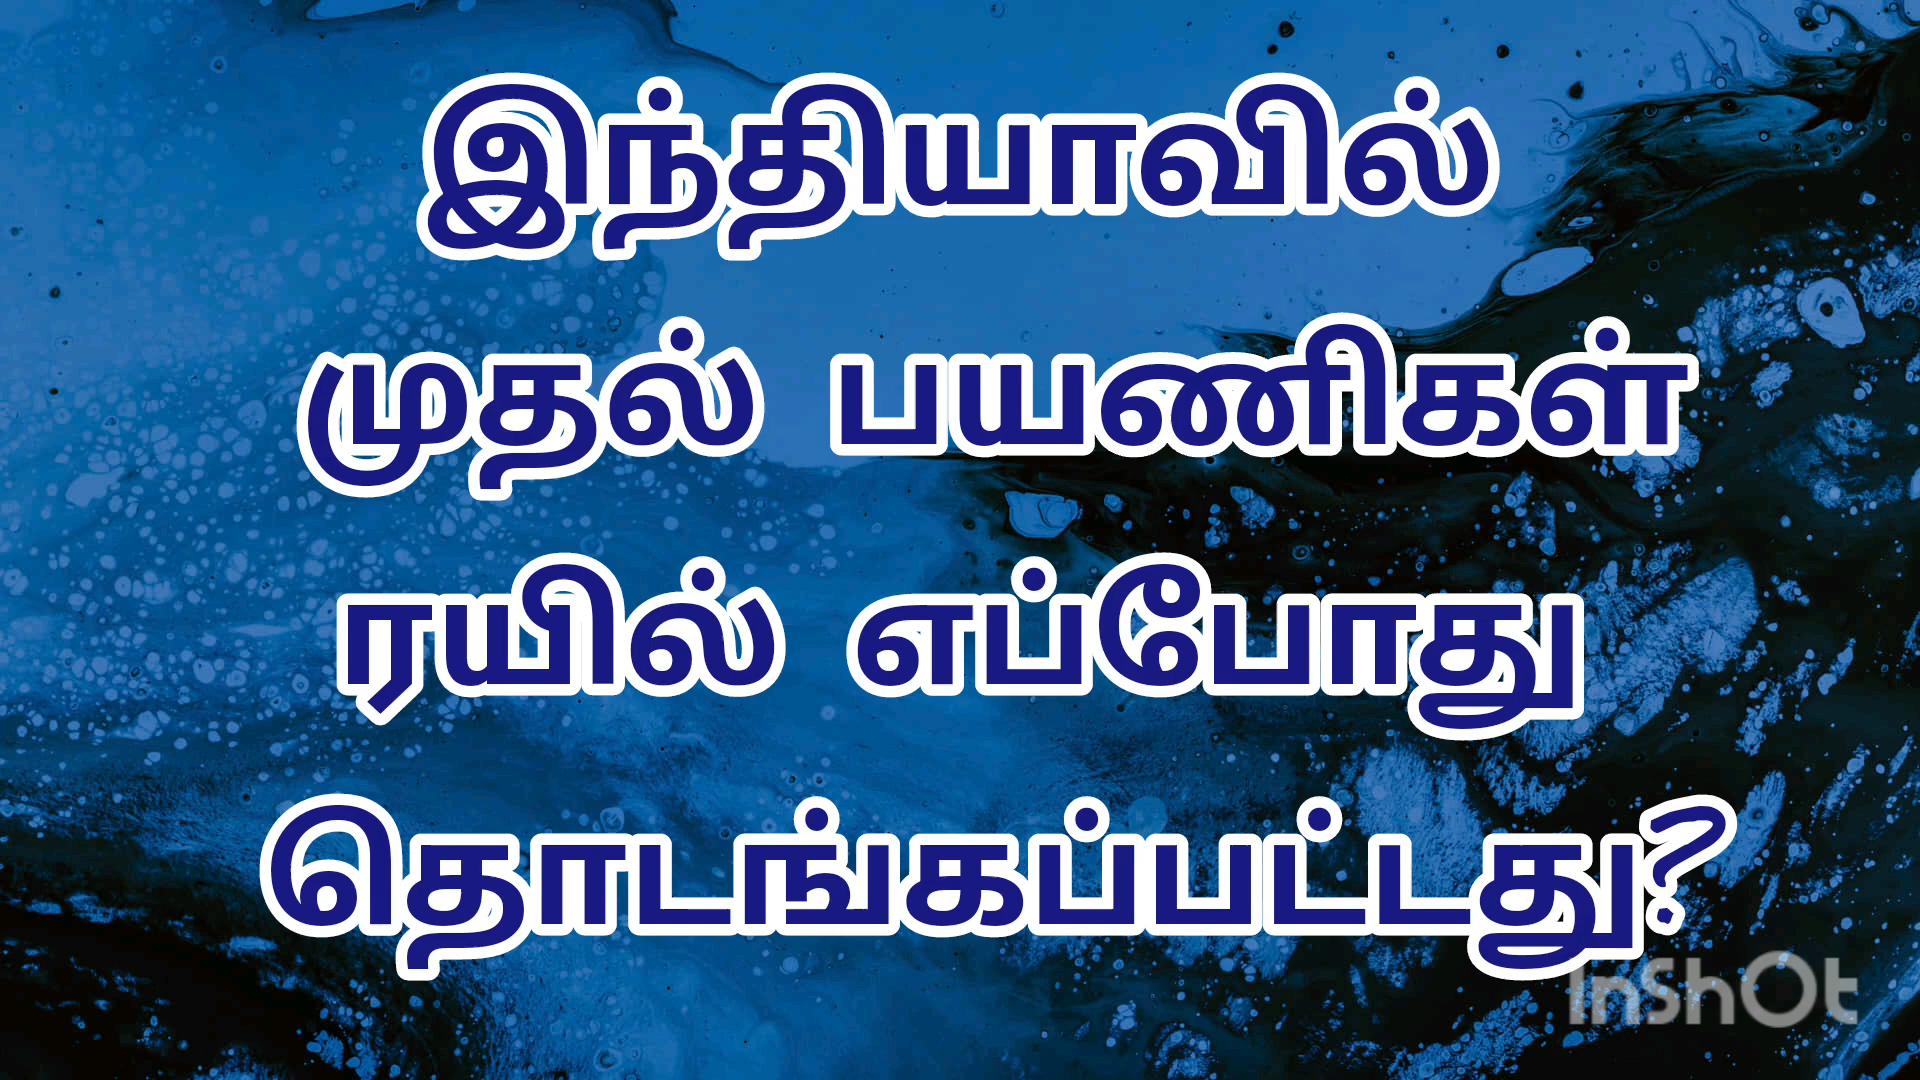 இந்தியாவில்
முதல் பயணிகள்
ரயில் எப்போது
தொடங்கப்பட்டது?
InShOt